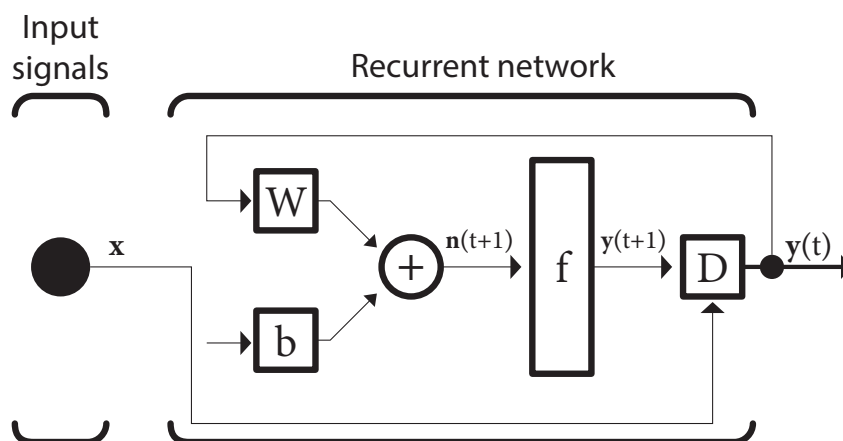 Input
signals
Recurrent network
W
x
n(t+1)
y(t+1)
y(t)
+
f
D
b